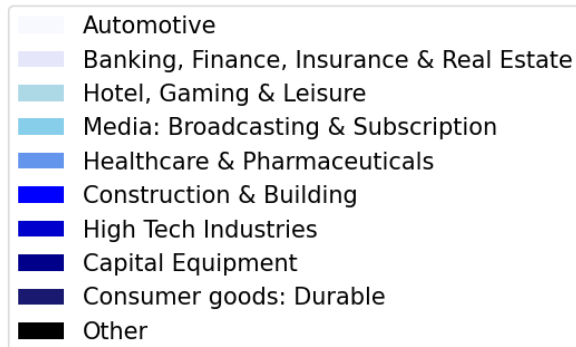 Automotive
Banking, Finance, Insurance & Real Estate
Hotel, Gaming & Leisure
Media: Broadcasting & Subscription
Healthcare & Pharmaceuticals
Construction & Building
High Tech Industries
Capital Equipment
Consumer goods: Durable
Other